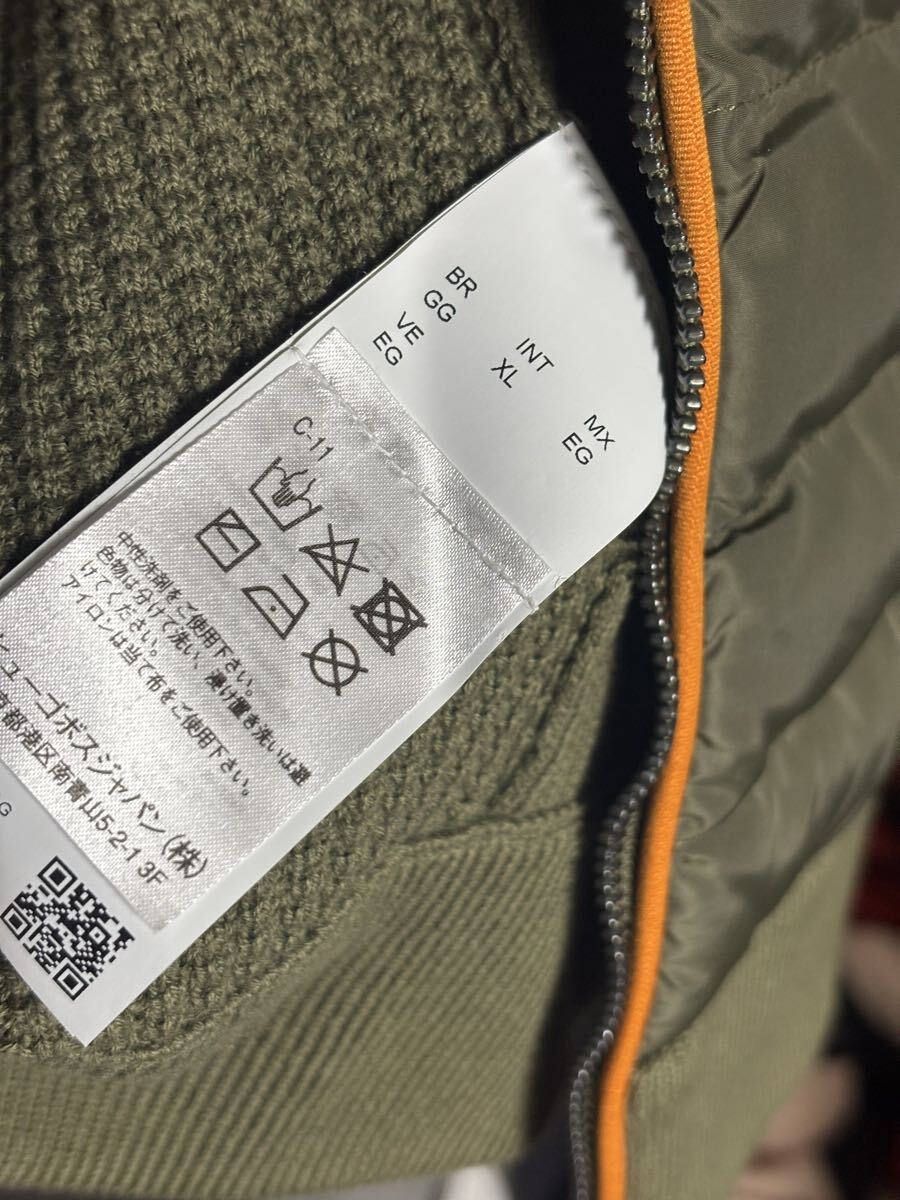 BR
GG
VE
EG
INT
XL
MX
EG
C-11
中性洗剤をご使用下さい。
色物は分けて洗い、漬け置き洗いは避
けてください。
アイロンは当て布をご使用下さい。
ヒューゴボスジャパン(株)
京都港区南青山5-2-1 3F
G